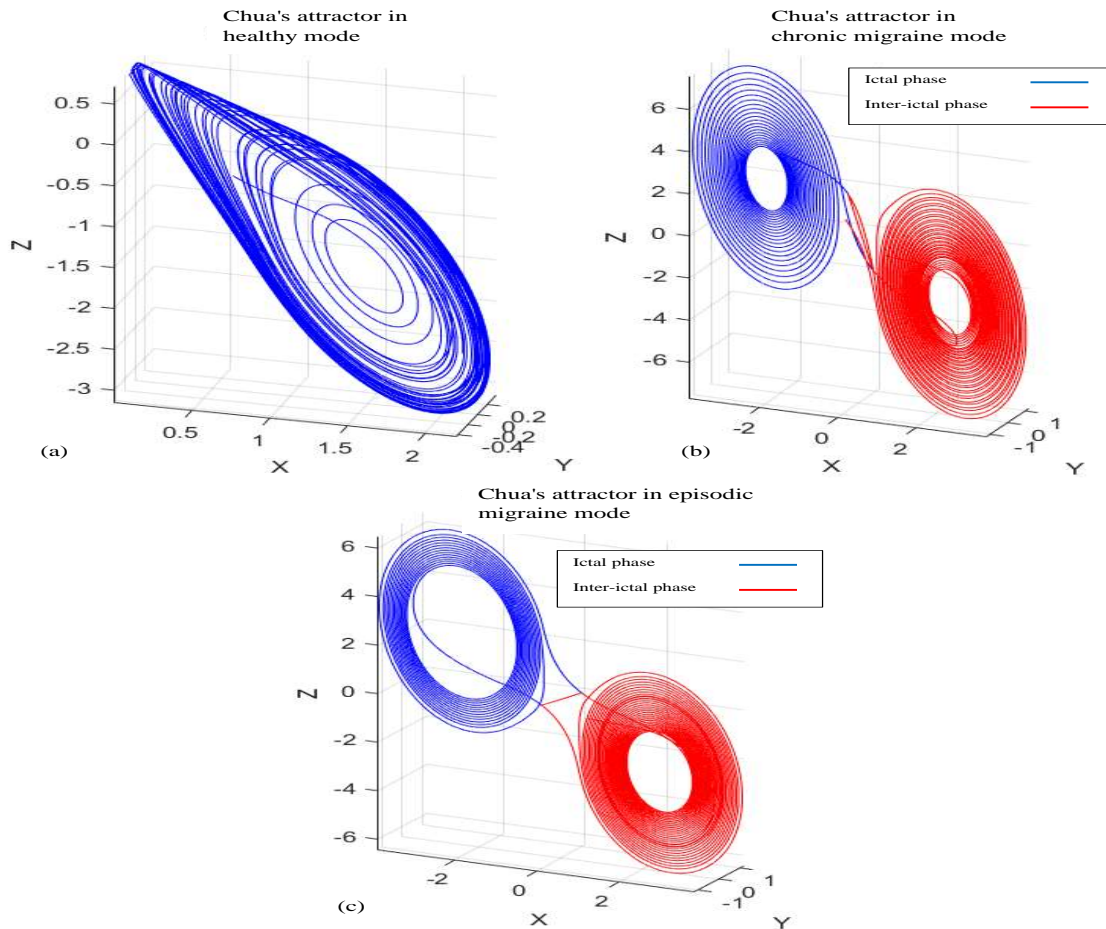 Chua's attractor in
healthy mode
0.5
0
-0.5
-1
-1.5
-2
-2.5
-3
Z
0.5
1
1.5
2
X
0.2
0
-0.2
-0.4
Y
(a)
Chua's attractor in
chronic migraine mode
Ictal phase
Inter-ictal phase
6
4
2
0
-2
-4
-6
Z
-2
0
2
X
1
0
-1
Y
(b)
Chua's attractor in episodic
migraine mode
Ictal phase
Inter-ictal phase
6
4
2
0
-2
-4
-6
Z
-2
0
2
X
1
0
-1
Y
(c)